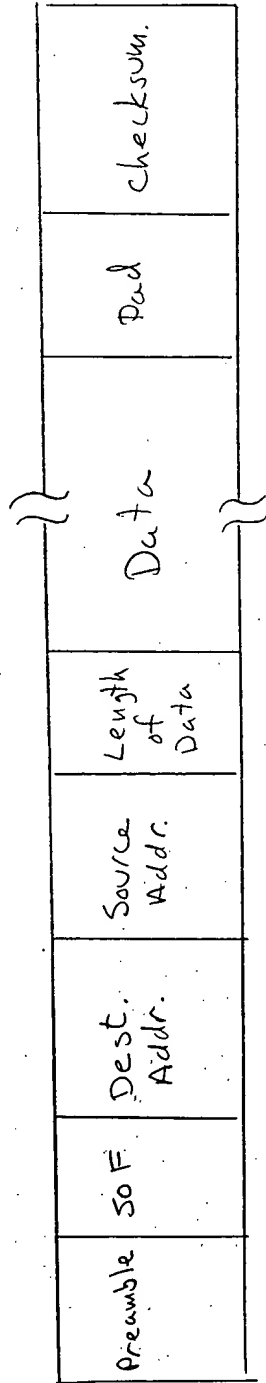 Preamble
SOF
Dest.
Addr.
Source
Addr.
Length
of
Data
Data
Pad
checksum.